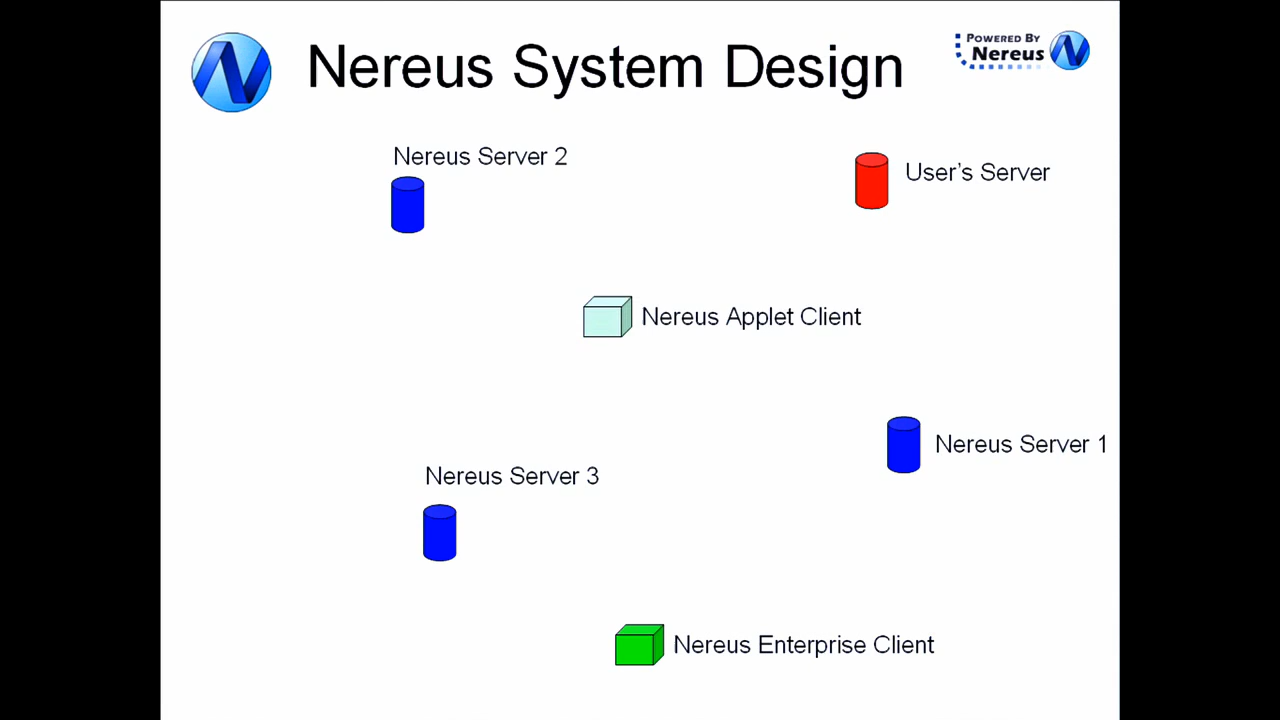 Nereus System Design
POWERED BY
Nereus
Nereus Server 2
User's Server
Nereus Applet Client
Nereus Server 1
Nereus Server 3
Nereus Enterprise Client